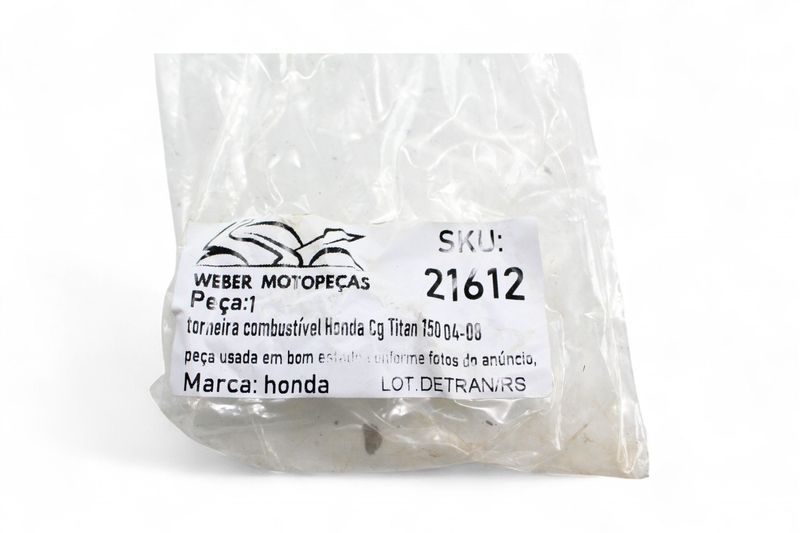 WEBER MOTOPEÇAS
SKU:
21612
Peça:1
torneira combustível Honda Cg Titan 150 04-08
peça usada em bom estado conforme fotos do anúncio,
Marca: honda
LOT.DETRAN/RS